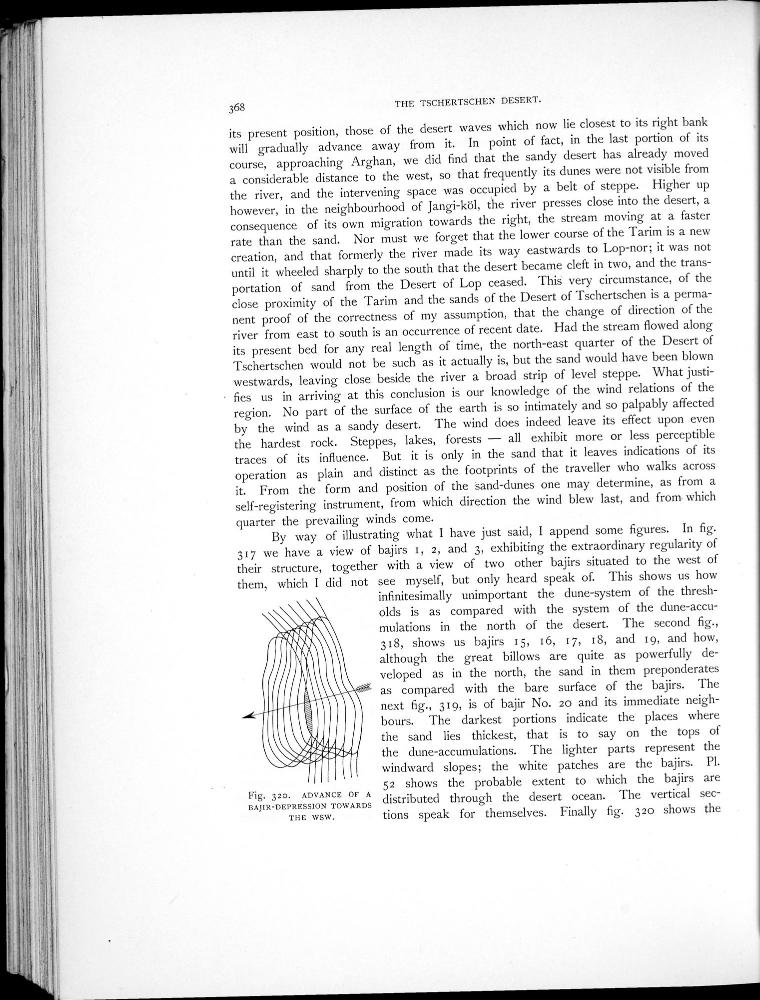 368
THE TSCHERTSCHEN DESERT.
its present position, those of the desert waves which now lie closest to its right bank
will gradually advance away from it. In point of fact, in the last portion of its
course, approaching Arghan, we did find that the sandy desert has already moved
a considerable distance to the west, so that frequently its dunes were not visible from
the river, and the intervening space was occupied by a belt of steppe. Higher up
however, in the neighbourhood of Jangi-köl, the river presses close into the desert, a
consequence of its own migration towards the right, the stream moving at a faster
rate than the sand. Nor must we forget that the lower course of the Tarim is a new
creation, and that formerly the river made its way eastwards to Lop-nor; it was not
until it wheeled sharply to the south that the desert became cleft in two, and the trans-
portation of sand from the Desert of Lop ceased. This very circumstance, of the
close proximity of the Tarim and the sands of the Desert of Tschertschen is a perma-
nent proof of the correctness of my assumption, that the change of direction of the
river from east to south is an occurrence of recent date. Had the stream flowed along
its present bed for any real length of time, the north-east quarter of the Desert of
Tschertschen would not be such as it actually is, but the sand would have been blown
westwards, leaving close beside the river a broad strip of level steppe. What justi-
fies us in arriving at this conclusion is our knowledge of the wind relations of the
region. No part of the surface of the earth is so intimately and so palpably affected
by the wind as a sandy desert. The wind does indeed leave its effect upon even
the hardest rock. Steppes, lakes, forests — all exhibit more or less perceptible
traces of its influence. But it is only in the sand that it leaves indications of its
operation as plain and distinct as the footprints of the traveller who walks across
it. From the form and position of the sand-dunes one may determine, as from a
self-registering instrument, from which direction the wind blew last, and from which
quarter the prevailing winds come.
By way of illustrating what I have just said, I append some figures. In fig.
317 we have a view of bajirs 1, 2, and 3, exhibiting the extraordinary regularity of
their structure, together with a view of two other bajirs situated to the west of
them, which I did not see myself, but only heard speak of. This shows us how
infinitesimally unimportant the dune-system of the thresh-
olds is as compared with the system of the dune-accu-
mulations in the north of the desert. The second fig.,
318, shows us bajirs 15, 16, 17, 18, and 19, and how,
although the great billows are quite as powerfully de-
veloped as in the north, the sand in them preponderates
as compared with the bare surface of the bajirs. The
next fig., 319, is of bajir No. 20 and its immediate neigh-
bours. The darkest portions indicate the places where
the sand lies thickest, that is to say on the tops of
the dune-accumulations. The lighter parts represent the
windward slopes; the white patches are the bajirs. Pl.
52 shows the probable extent to which the bajirs are
distributed through the desert ocean. The vertical sec-
tions speak for themselves. Finally fig. 320 shows the
Fig. 320. ADVANCE OF A
BAJIR-DEPRESSION TOWARDS
THE WSW.